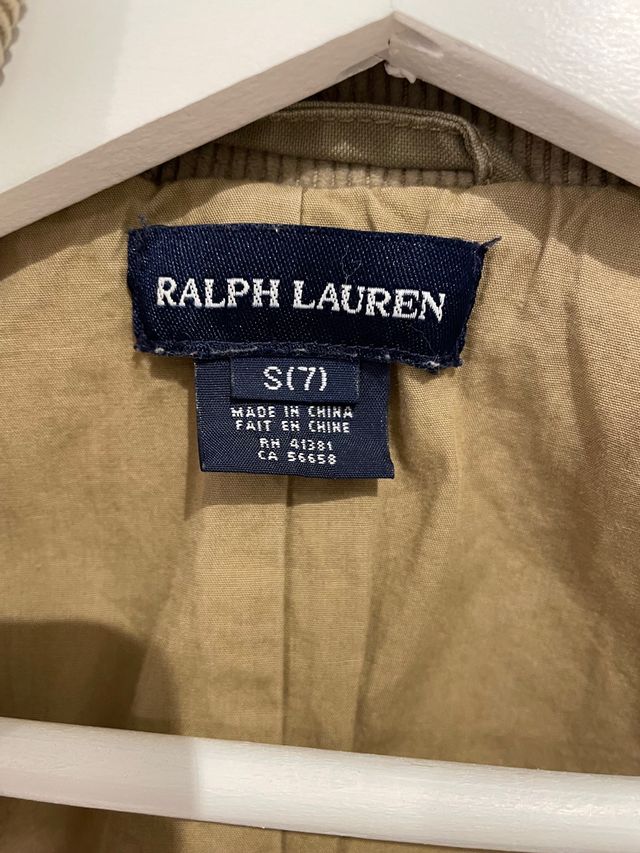 RALPH LAUREN
S(7)
MADE IN CHINA
FAIT EN CHINE
RN 41381
CA 56658